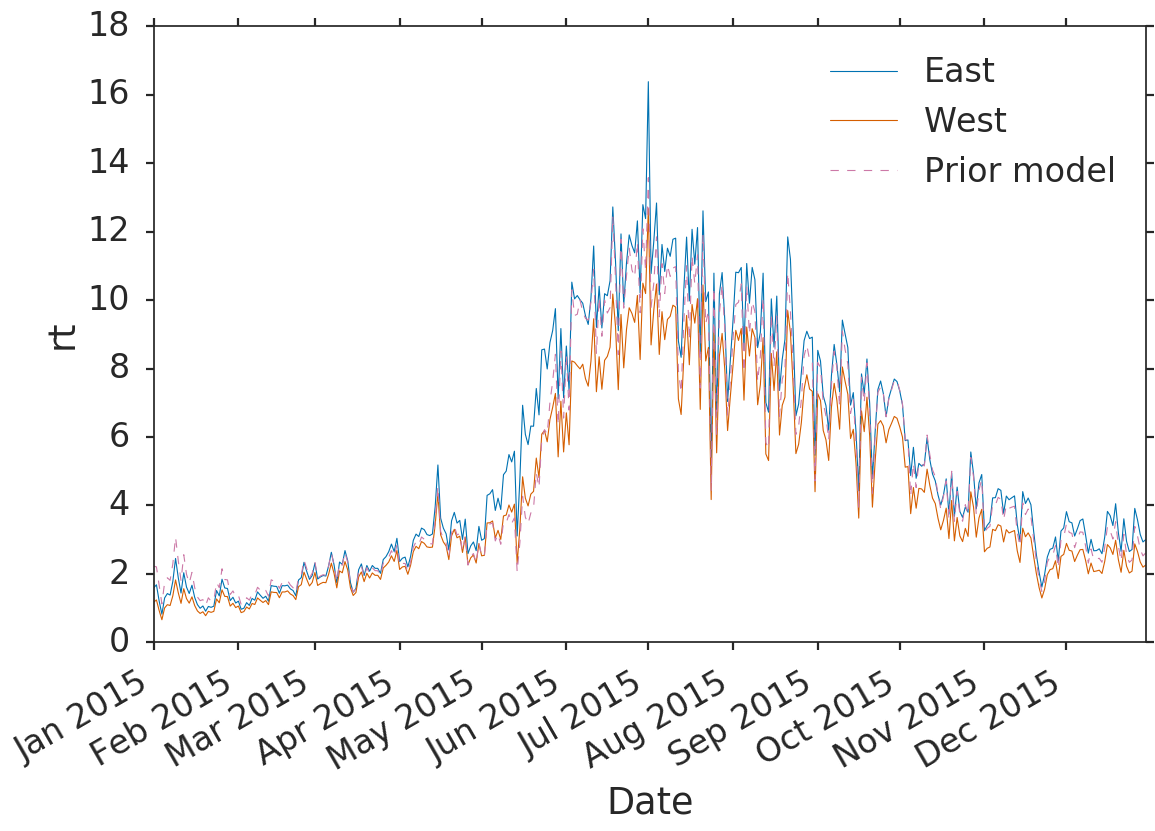 18
16
14
12
10
8
6
4
2
0
rt
East
West
Prior model
Jan 2015
Feb 2015
Mar 2015
Apr 2015
May 2015
Jun 2015
Jul 2015
Aug 2015
Sep 2015
Oct 2015
Nov 2015
Dec 2015
Date